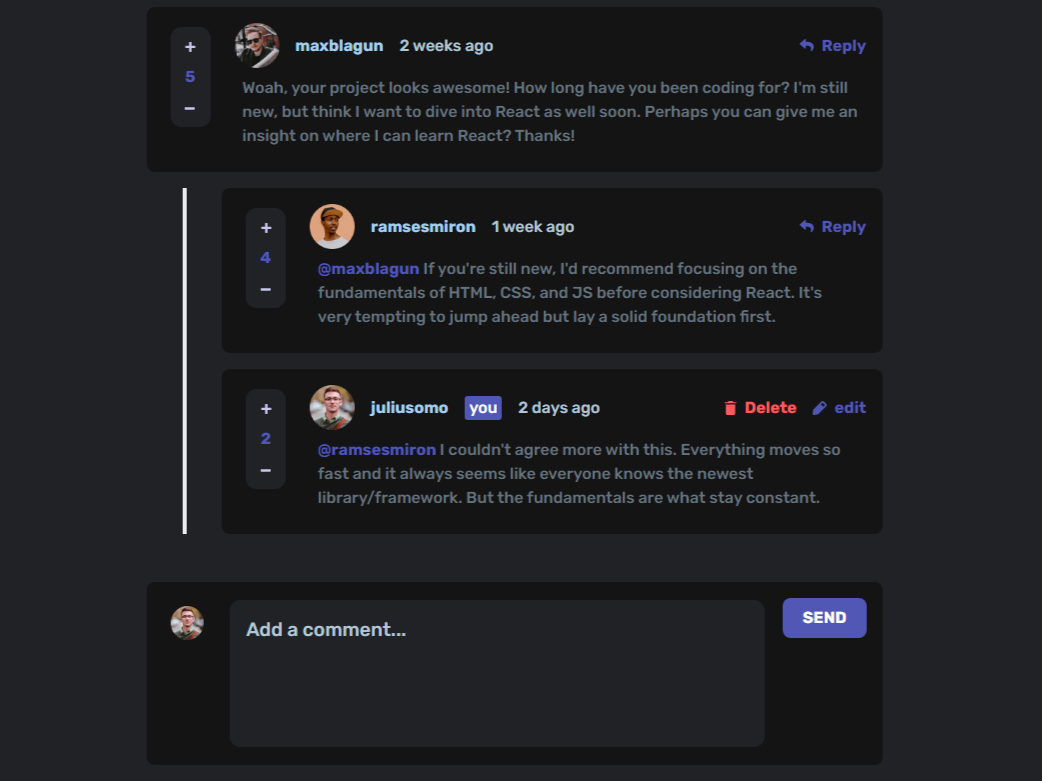 +
maxblagun 2 weeks ago Reply
5
−
Woah, your project looks awesome! How long have you been coding for? I'm still
new, but think I want to dive into React as well soon. Perhaps you can give me an
insight on where I can learn React? Thanks!
+
ramsesmiron 1 week ago Reply
4
−
@maxblagun If you're still new, I'd recommend focusing on the
fundamentals of HTML, CSS, and JS before considering React. It's
very tempting to jump ahead but lay a solid foundation first.
+
juliusomo you 2 days ago Delete edit
2
−
@ramsesmiron I couldn't agree more with this. Everything moves so
fast and it always seems like everyone knows the newest
library/framework. But the fundamentals are what stay constant.
Add a comment...
SEND